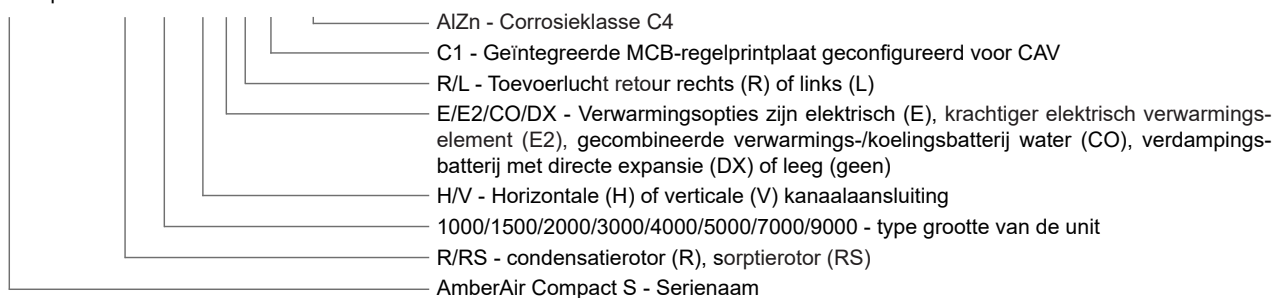 AlZn - Corrosieklasse C4
C1 - Geïntegreerde MCB-regelprintplaat geconfigureerd voor CAV
R/L - Toevoerlucht retour rechts (R) of links (L)
E/E2/CO/DX - Verwarmingsopties zijn elektrisch (E), krachtiger elektrisch verwarmings-
element (E2), gecombineerde verwarmings-/koelingsbatterij water (CO), verdampings-
batterij met directe expansie (DX) of leeg (geen)
H/V - Horizontale (H) of verticale (V) kanaalaansluiting
1000/1500/2000/3000/4000/5000/7000/9000 - type grootte van de unit
R/RS - condensatierotor (R), sorptierotor (RS)
AmberAir Compact S - Serienaam